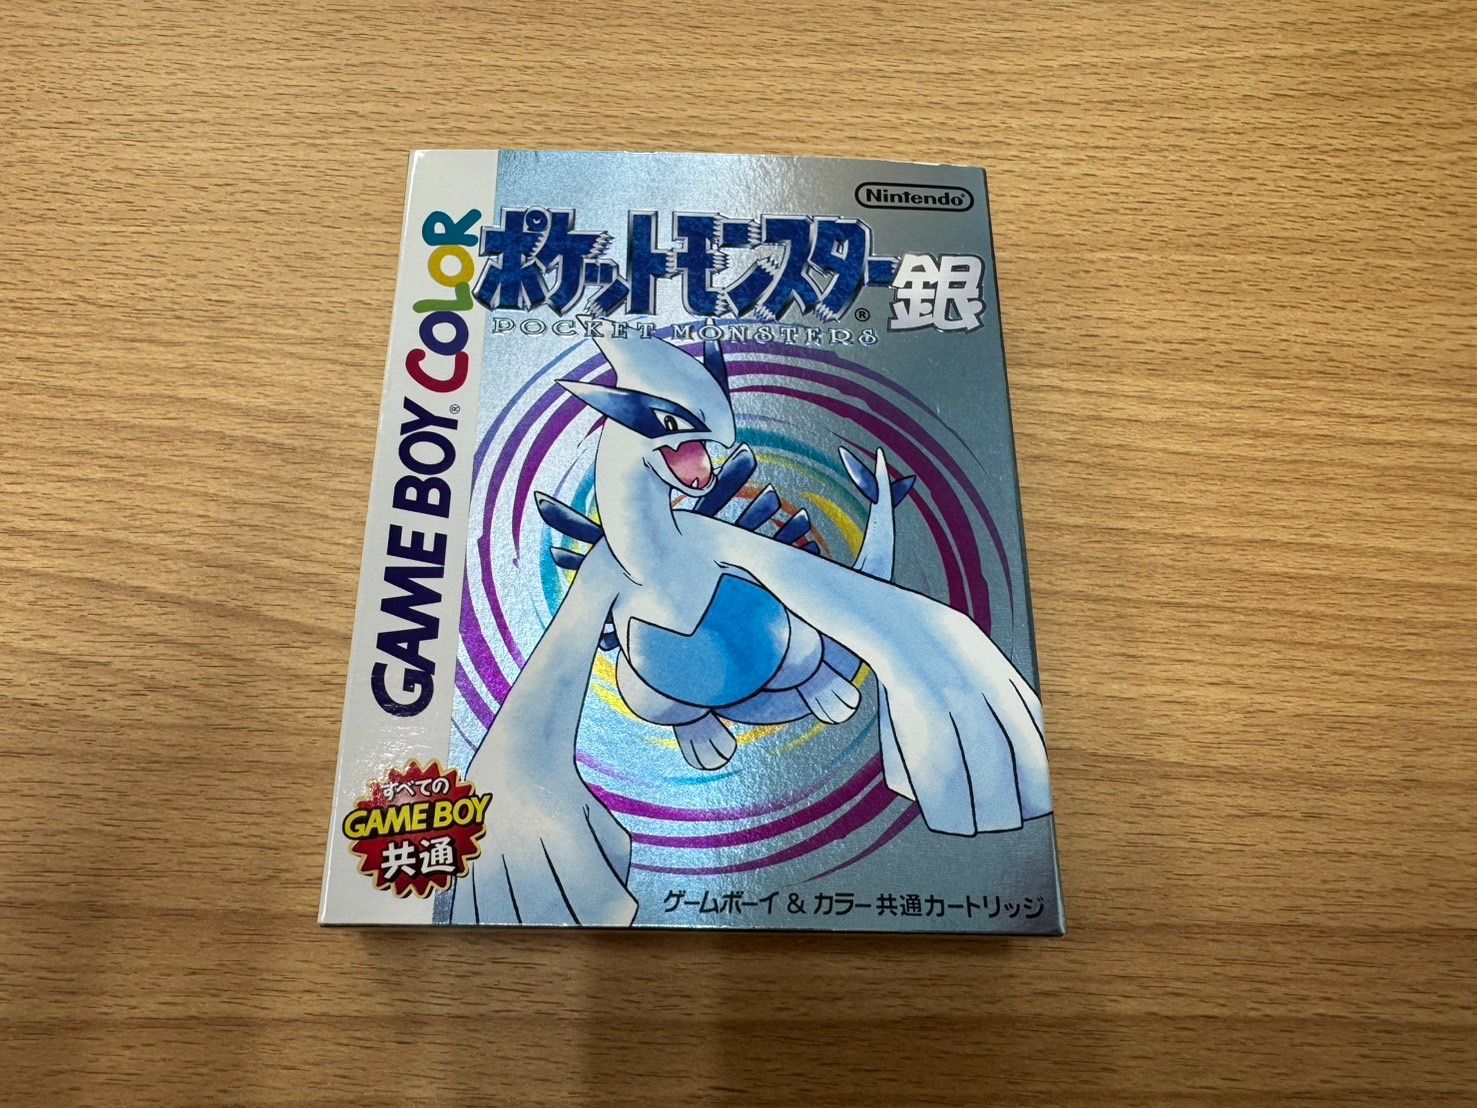 Nintendo®
ポケットモンスター®銀
POCKET MONSTERS
GAME BOY® COLOR
すべての
GAME BOY
共通
ゲームボーイ & カラー共通カートリッジ